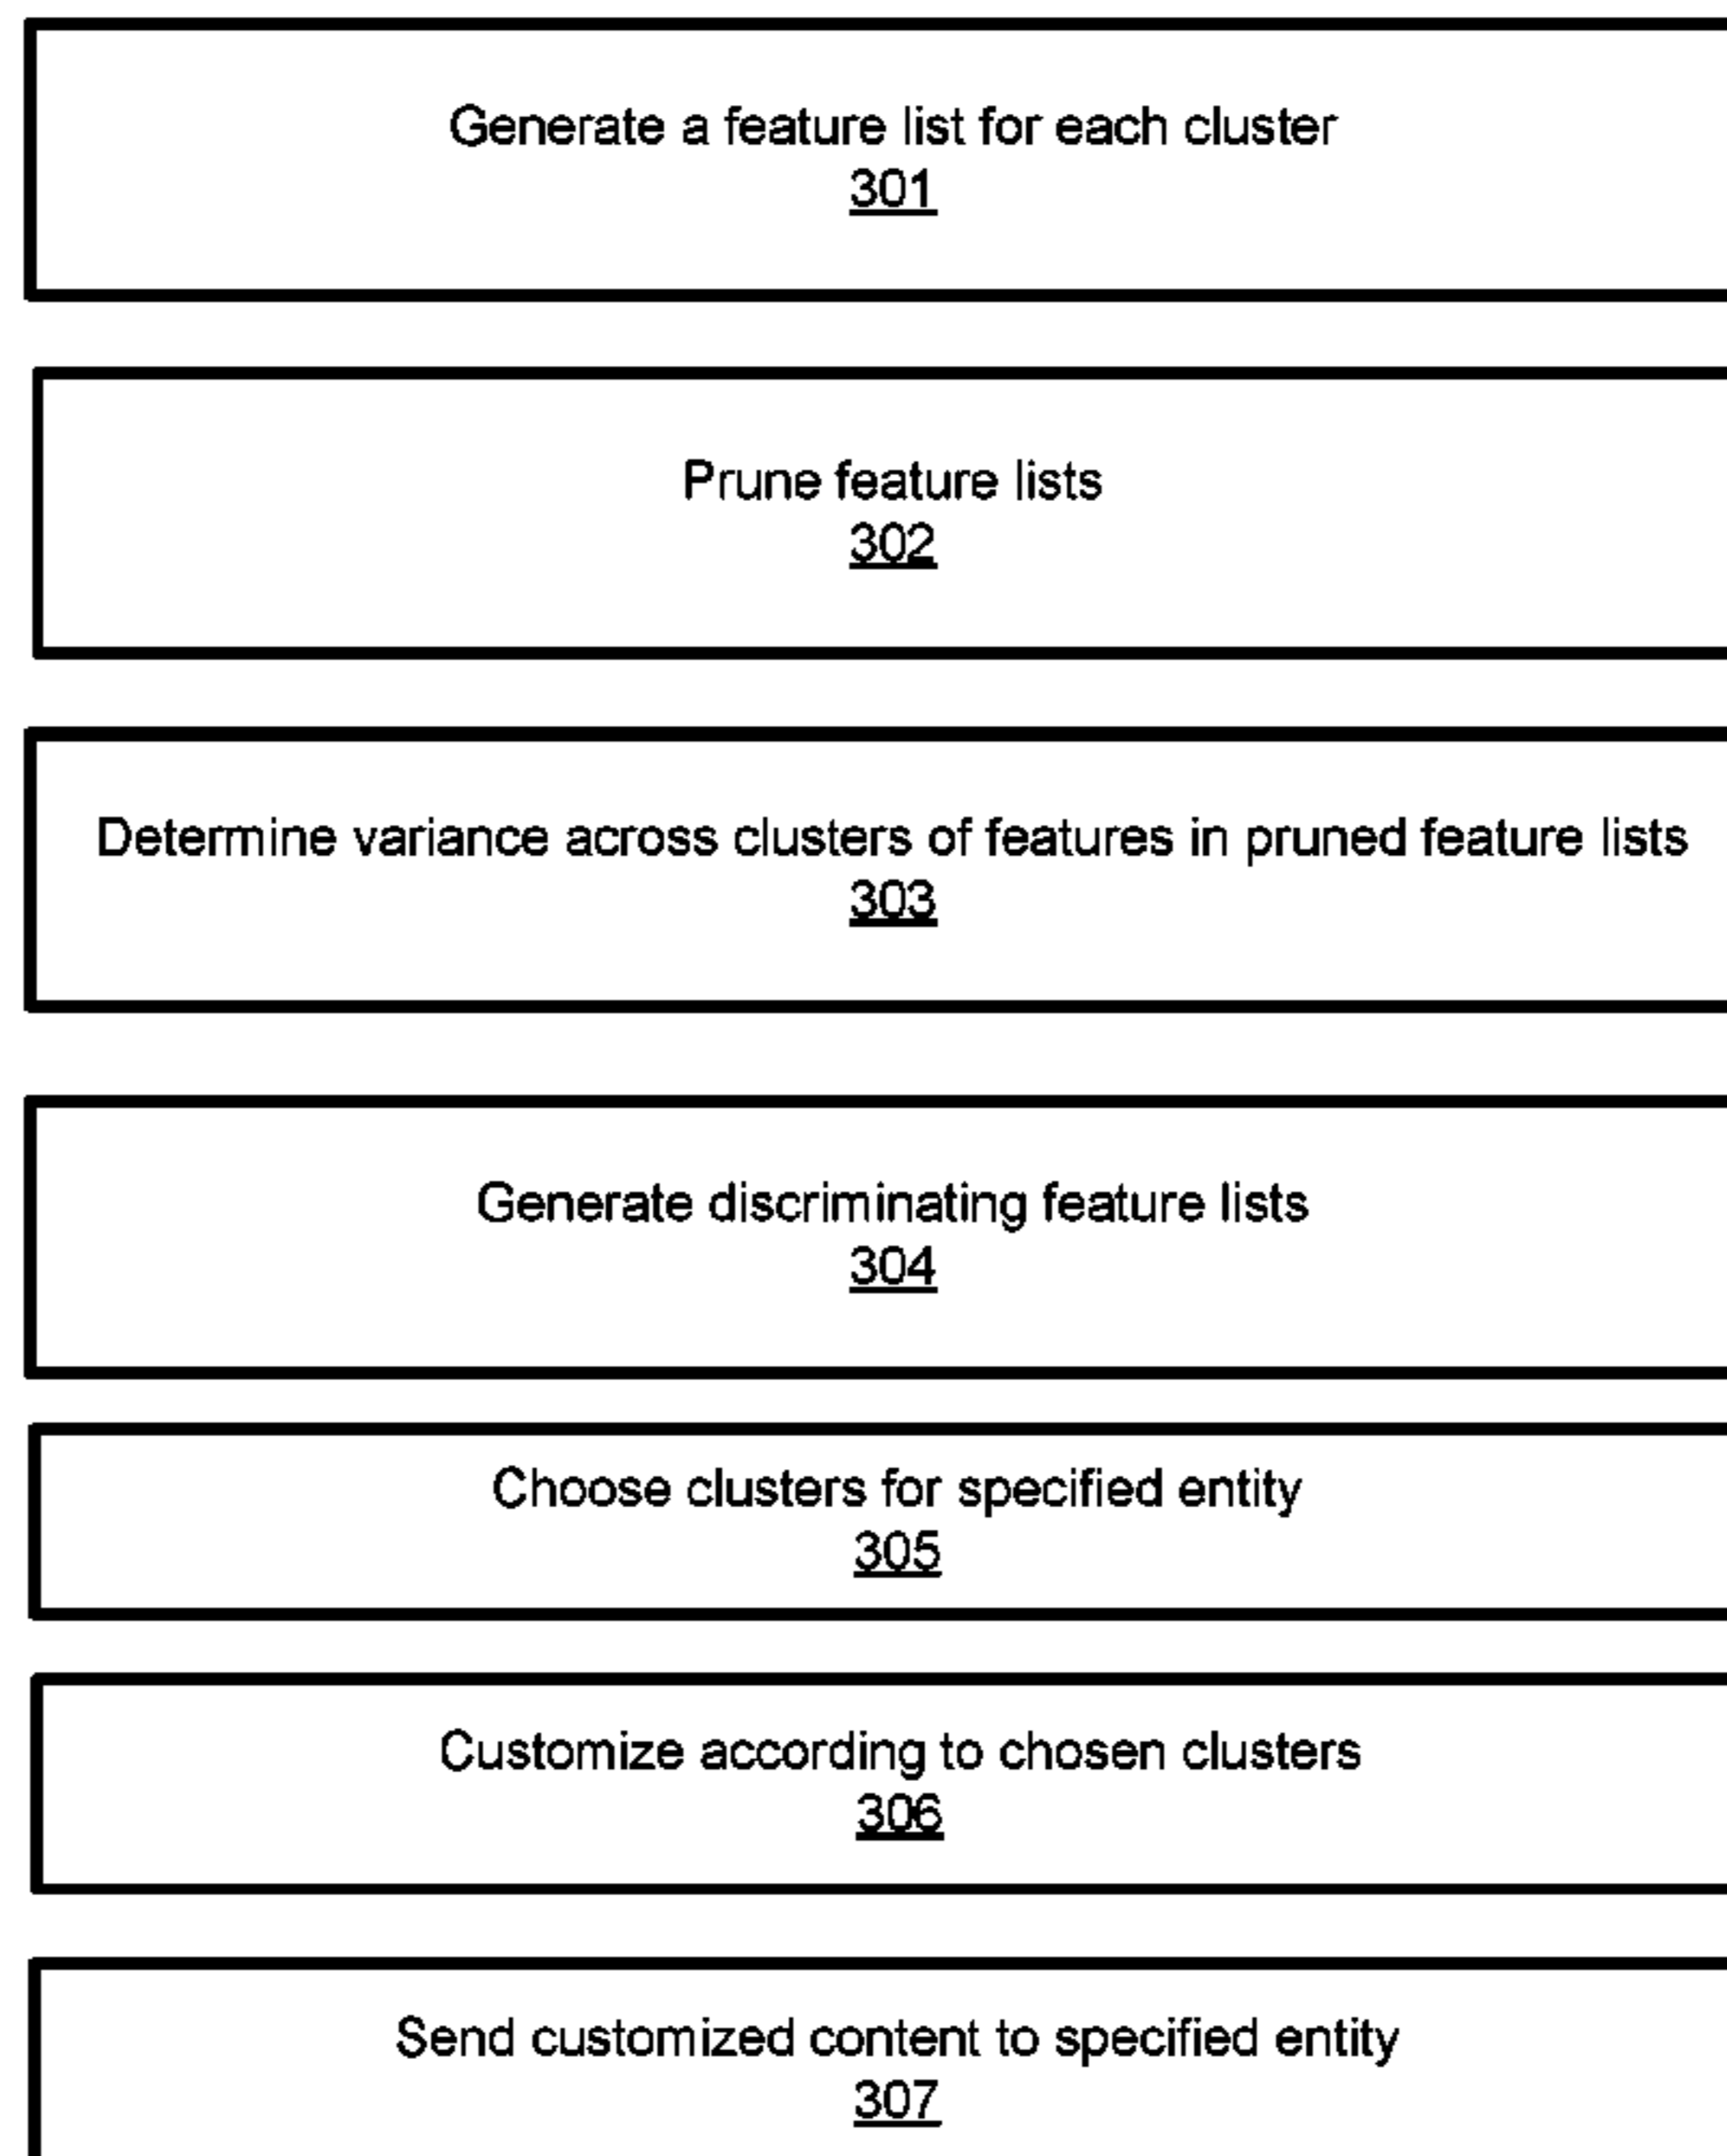 Generate a feature list for each cluster
301
Prune feature lists
302
Determine variance across clusters of features in pruned feature lists
303
Generate discriminating feature lists
304
Choose clusters for specified entity
305
Customize according to chosen clusters
306
Send customized content to specified entity
307